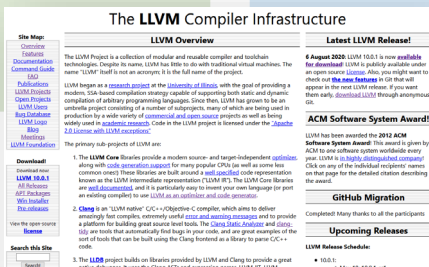 The LLVM Compiler Infrastructure
Site Map:
Overview
Features
Documentation
Command Guide
FAQ
Publications
LLVM Projects
Open Projects
LLVM Users
Bug Database
LLVM Logo
Blog
Meetings
LLVM Foundation
Download!
Download now:
LLVM 10.0.1
All Releases
APT Packages
Win Installer
Pre-releases
View the open source
license
Search this Site
Search
LLVM Overview
The LLVM Project is a collection of modular and reusable compiler and toolchain
technologies. Despite its name, LLVM has little to do with traditional virtual machines. The
name "LLVM" itself is not an acronym; it is the full name of the project.
LLVM began as a research project at the University of Illinois, with the goal of providing a
modern, SSA-based compilation strategy capable of supporting both static and dynamic
compilation of arbitrary programming languages. Since then, LLVM has grown to be an
umbrella project consisting of a number of subprojects, many of which are being used in
production by a wide variety of commercial and open source projects as well as being
widely used in academic research. Code in the LLVM project is licensed under the "Apache
2.0 License with LLVM exceptions"
The primary sub-projects of LLVM are:
1. The LLVM Core libraries provide a modern source- and target-independent optimizer,
along with code generation support for many popular CPUs (as well as some less
common ones!) These libraries are built around a well specified code representation
known as the LLVM intermediate representation ("LLVM IR"). The LLVM Core libraries
are well documented, and it is particularly easy to invent your own language (or port
an existing compiler) to use LLVM as an optimizer and code generator.
2. Clang is an "LLVM native" C/C++/Objective-C compiler, which aims to deliver
amazingly fast compiles, extremely useful error and warning messages and to provide
a platform for building great source level tools. The Clang Static Analyzer and clang-
tidy are tools that automatically find bugs in your code, and are great examples of the
sort of tools that can be built using the Clang frontend as a library to parse C/C++
code.
3. The LLDB project builds on libraries provided by LLVM and Clang to provide a great
Latest LLVM Release!
6 August 2020: LLVM 10.0.1 is now available
for download! LLVM is publicly available under
an open source License. Also, you might want to
check out the new features in Git that will
appear in the next LLVM release. If you want
them early, download LLVM through anonymous
Git.
ACM Software System Award!
LLVM has been awarded the 2012 ACM
Software System Award! This award is given by
ACM to one software system worldwide every
year. LLVM is in highly distinguished company!
Click on any of the individual recipients' names
on that page for the detailed citation describing
the award.
GitHub Migration
Completed! Many thanks to all the participants
Upcoming Releases
LLVM Release Schedule:
• 10.0.1: